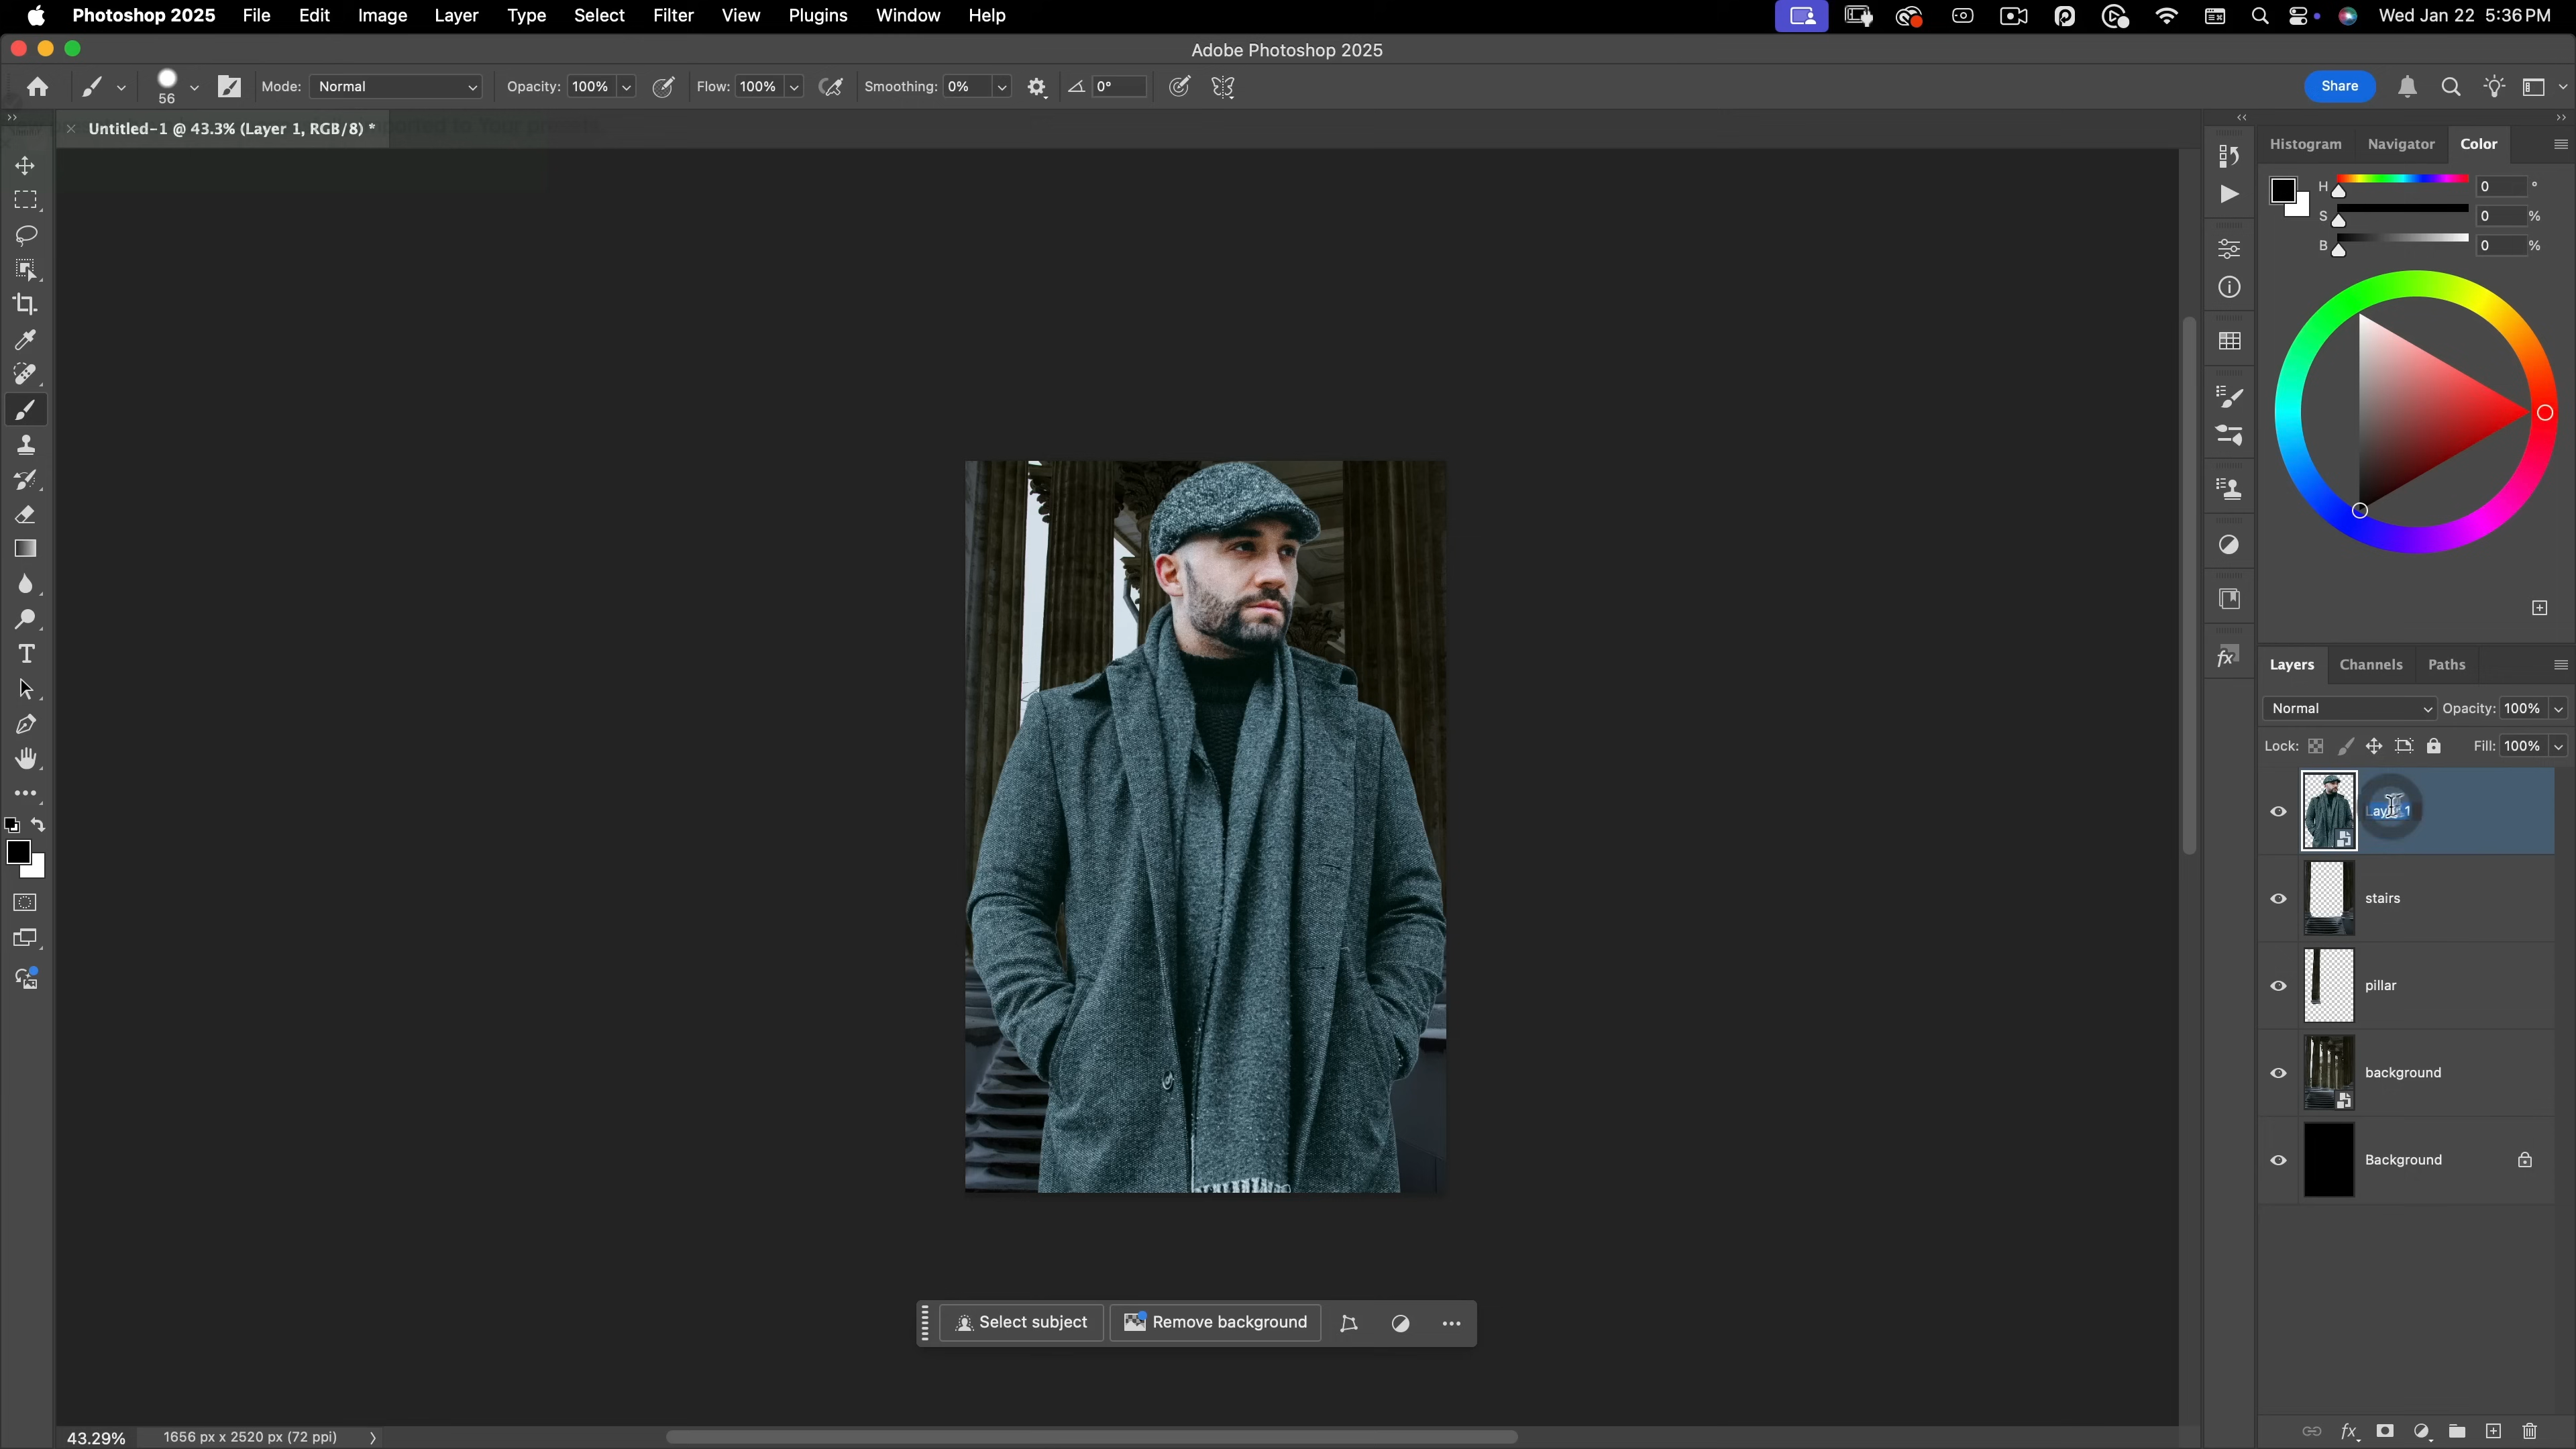 Photoshop 2025 File Edit Image Layer Type Select Filter View Plugins Window Help Wed Jan 22 5:36 PM
Adobe Photoshop 2025
56 Mode: Normal Opacity: 100% Flow: 100% Smoothing: 0% 0° Share
Untitled-1 @ 43.3% (Layer 1, RGB/8) *
Histogram Navigator Color
H 0 °
S 0 %
B 0 %
Layers Channels Paths
Normal Opacity: 100%
Lock: Fill: 100%
Layer 1
stairs
pillar
background
Background
Select subject Remove background
43.29% 1656 px x 2520 px (72 ppi)